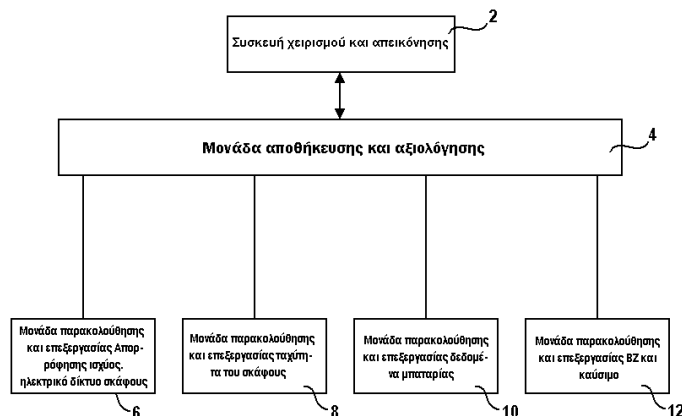 2
Συσκευή χειρισμού και απεικόνησης
4
Μονάδα αποθήκευσης και αξιολόγησης
Μονάδα παρακολούθησης
και επεξεργασίας Απορ-
ρόφησης ισχύος,
ηλεκτρικό δίκτυο σκάφους
6
Μονάδα παρακολούθησης
και επεξεργασίας ταχύτη-
τα του σκάφους
8
Μονάδα παρακολούθησης
και επεξεργασίας δεδομέ-
να μπαταρίας
10
Μονάδα παρακολούθησης
και επεξεργασίας BZ και
καύσιμο
12